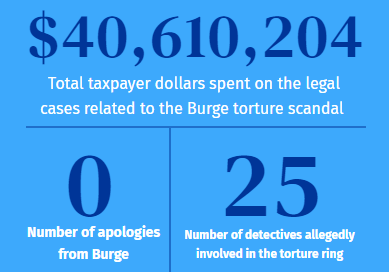 $40,610,204
Total taxpayer dollars spent on the legal
cases related to the Burge torture scandal
0
Number of apologies
from Burge
25
Number of detectives allegedly
involved in the torture ring